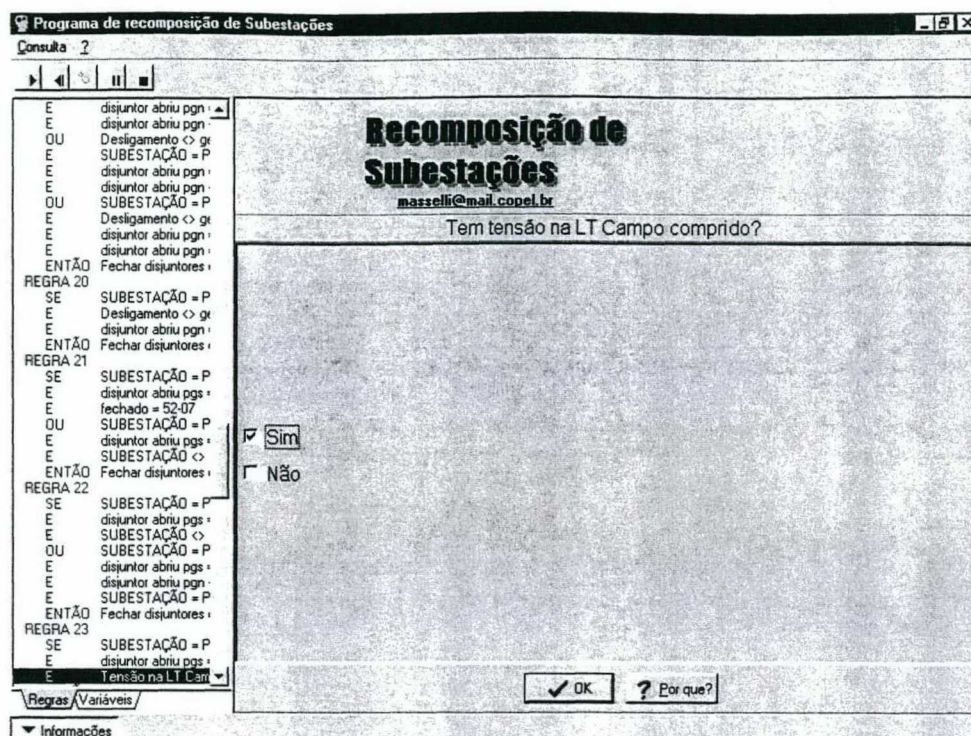 Programa de recomposição de Subestações
Consulta ?
E disjuntor abriu pgn
E disjuntor abriu pgn
OU Desligamento <> ge
E SUBESTAÇÃO = P
E disjuntor abriu pgn
E disjuntor abriu pgn
OU SUBESTAÇÃO = P
E Desligamento <> ge
E disjuntor abriu pgn =
E disjuntor abriu pgn =
ENTÃO Fechar disjuntores
REGRA 20
SE SUBESTAÇÃO = P
E Desligamento <> ge
E disjuntor abriu pgn =
ENTÃO Fechar disjuntores
REGRA 21
SE SUBESTAÇÃO = P
E disjuntor abriu pgs =
E fechado = 52-07
OU SUBESTAÇÃO = P
E disjuntor abriu pgs =
E SUBESTAÇÃO <>
ENTÃO Fechar disjuntores
REGRA 22
SE SUBESTAÇÃO = P
E disjuntor abriu pgs =
E SUBESTAÇÃO <>
OU SUBESTAÇÃO = P
E disjuntor abriu pgs =
E disjuntor abriu pgn
E SUBESTAÇÃO = P
ENTÃO Fechar disjuntores
REGRA 23
SE SUBESTAÇÃO = P
E disjuntor abriu pgs =
E Tensão na LT Cam
Regras Variáveis
Informações
Recomposição de
Subestações
masselli@mail.copel.br
Tem tensão na LT Campo comprido?
Sim
Não
OK
? Por que?